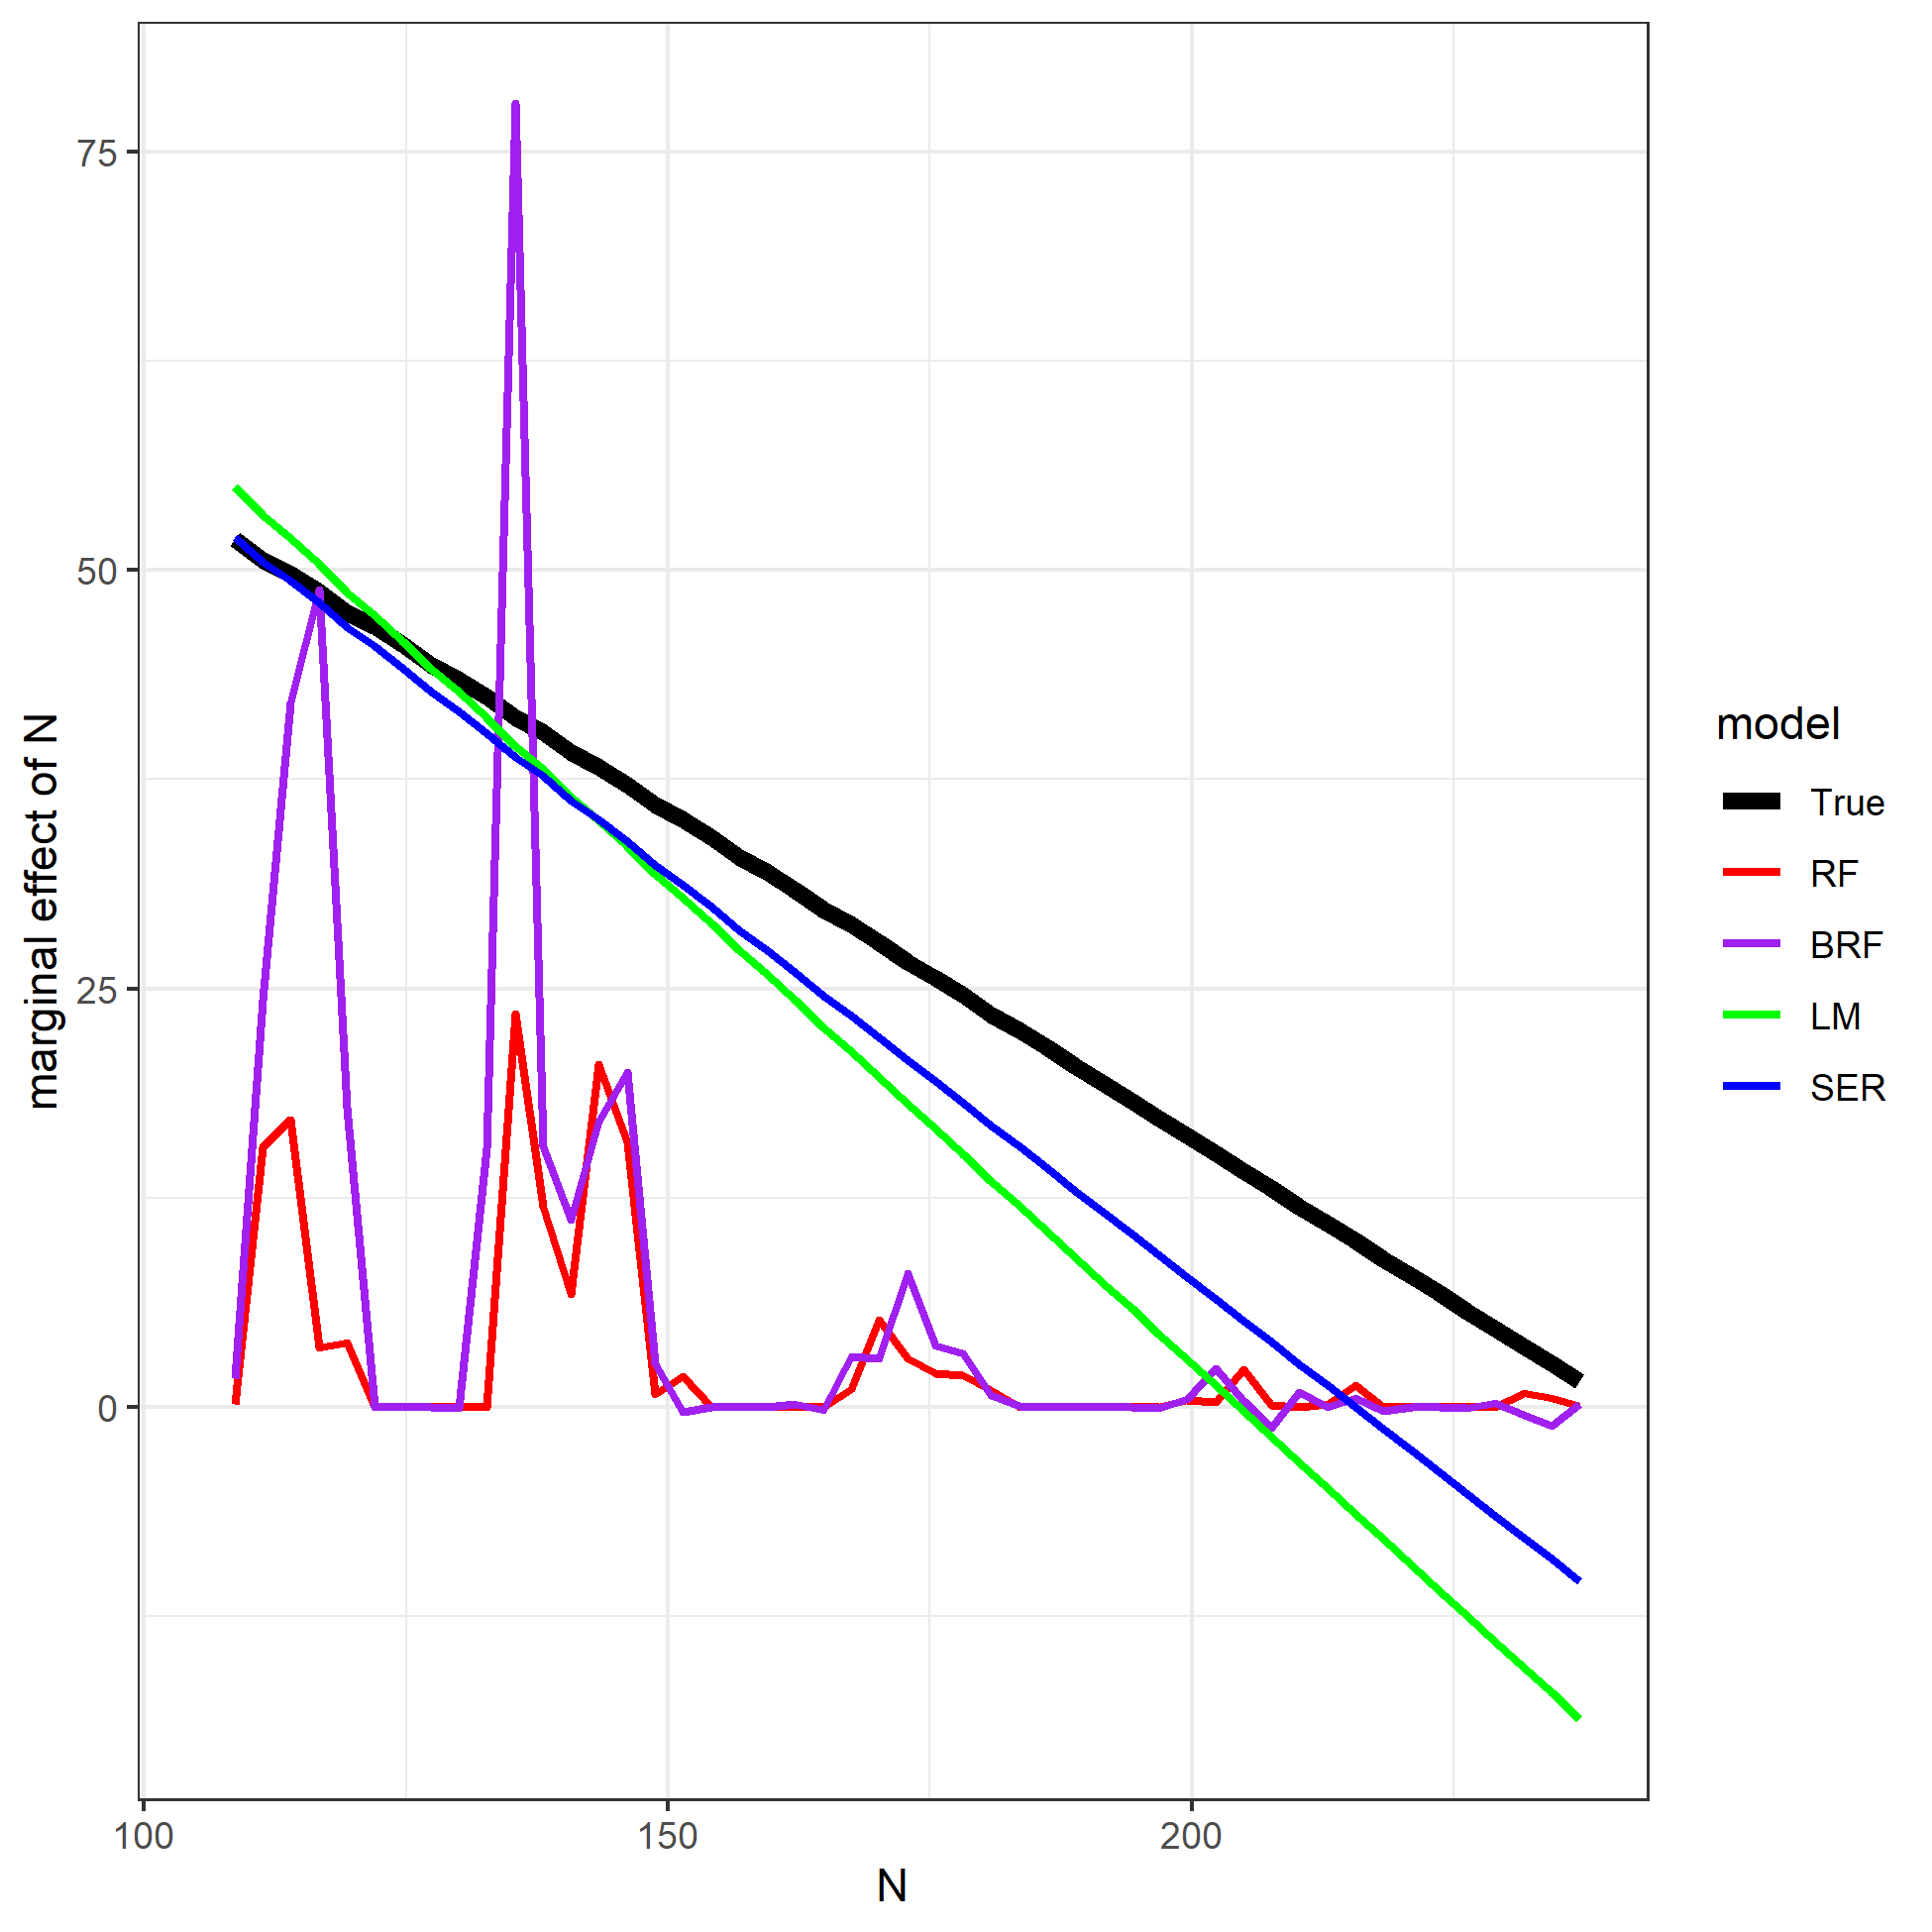 marginal effect of N
75
50
25
0
100
150
200
N
model
True
RF
BRF
LM
SER